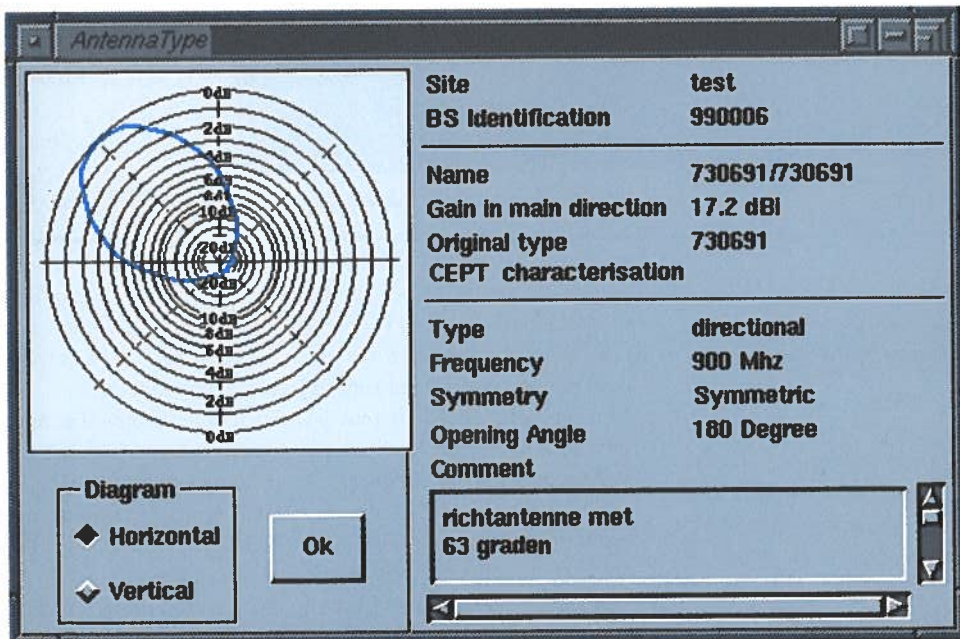 AntennaType
0dB
2dB
4dB
6dB
8dB
10dB
20dB
20dB
10dB
8dB
6dB
4dB
2dB
0dB
Site test
BS Identification 990006
Name 730691/730691
Gain in main direction 17.2 dBi
Original type 730691
CEPT characterisation
Type directional
Frequency 900 Mhz
Symmetry Symmetric
Opening Angle 180 Degree
Comment
richtantenne met
63 graden
Diagram
Horizontal
Vertical
Ok